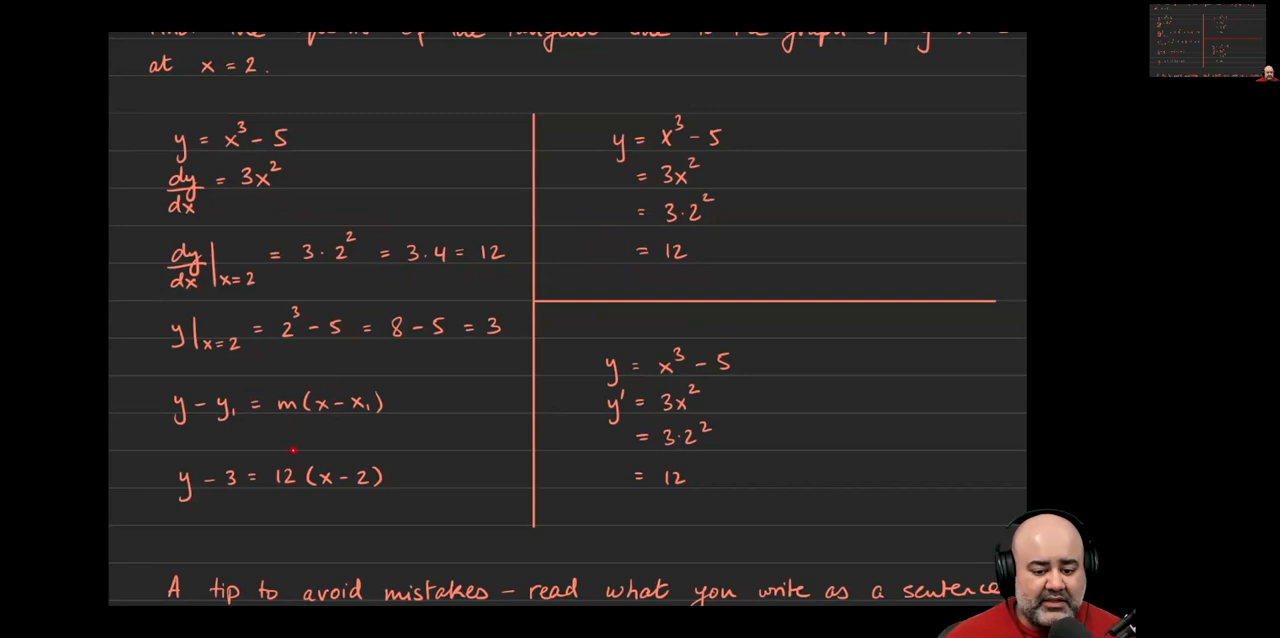 at x = 2.
y = x³ - 5
dy/dx = 3x²
dy/dx|x=2 = 3·2² = 3·4 = 12
y|x=2 = 2³ - 5 = 8 - 5 = 3
y - y₁ = m(x - x₁)
y - 3 = 12(x - 2)
y = x³ - 5
= 3x²
= 3·2²
= 12
y = x³ - 5
y' = 3x²
= 3·2²
= 12
A tip to avoid mistakes - read what you write as a sentence